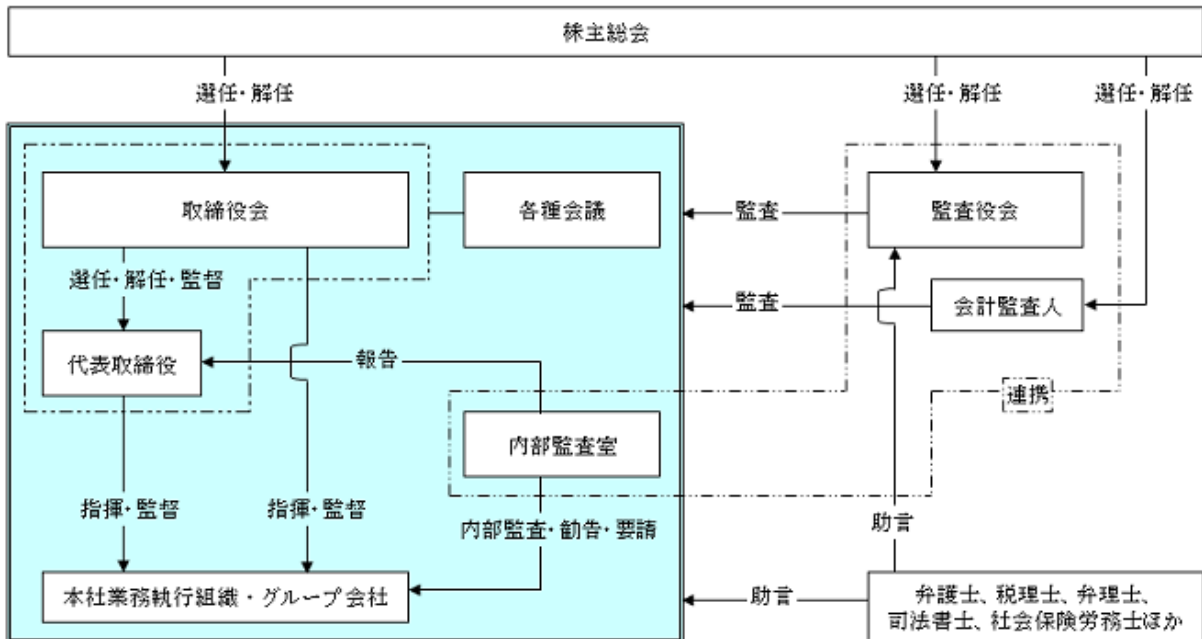 株主総会
選任・解任
選任・解任
選任・解任
取締役会
各種会議
監査
監査役会
選任・解任・監督
監査
会計監査人
代表取締役
報告
連携
内部監査室
指揮・監督
指揮・監督
内部監査・勧告・要請
助言
本社業務執行組織・グループ会社
助言
弁護士、税理士、弁理士、
司法書士、社会保険労務士ほか